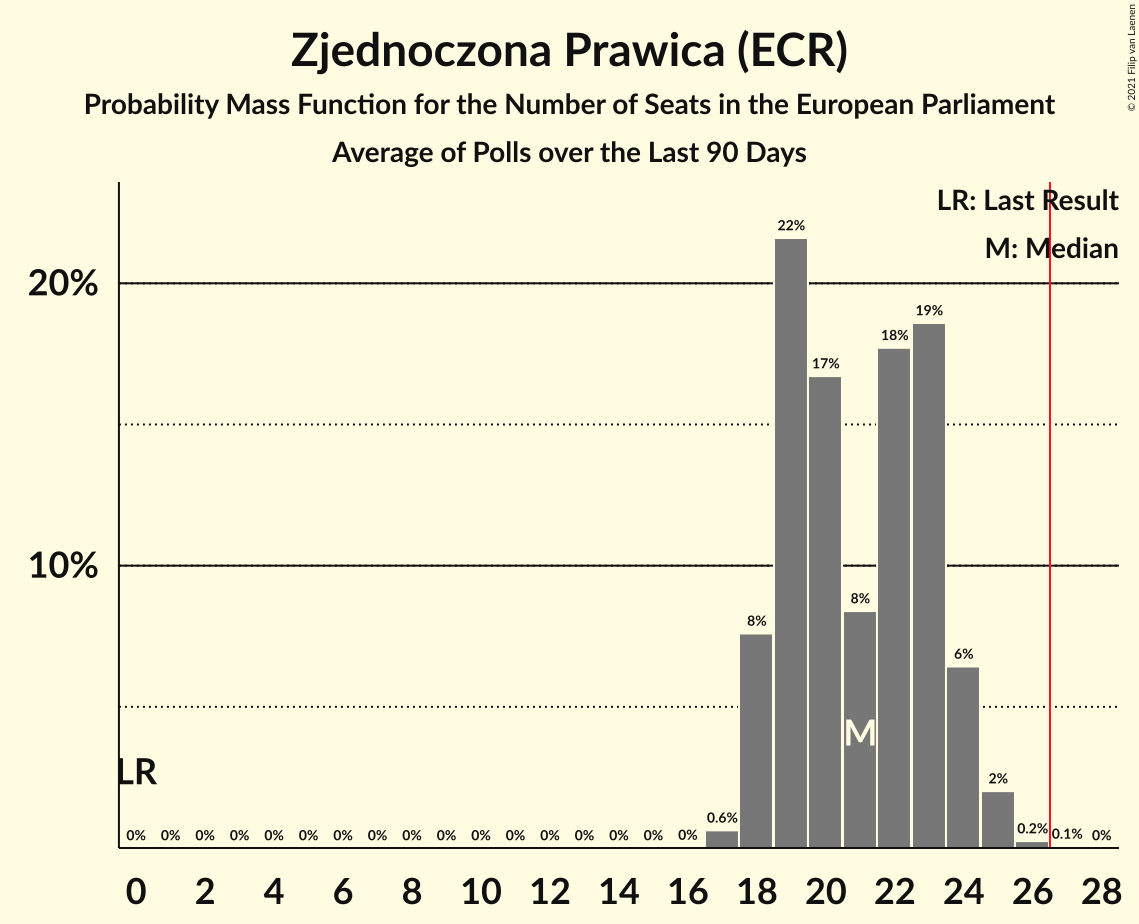 Zjednoczona Prawica (ECR)
Probability Mass Function for the Number of Seats in the European Parliament
Average of Polls over the Last 90 Days
© 2021 Filip van Laenen
LR: Last Result
M: Median
22%
20%
19%
18%
17%
10%
8%
8%
6%
M
LR
2%
0% 0% 0% 0% 0% 0% 0% 0% 0% 0% 0% 0% 0% 0% 0% 0% 0% 0.6% 0.2% 0.1% 0%
0 2 4 6 8 10 12 14 16 18 20 22 24 26 28